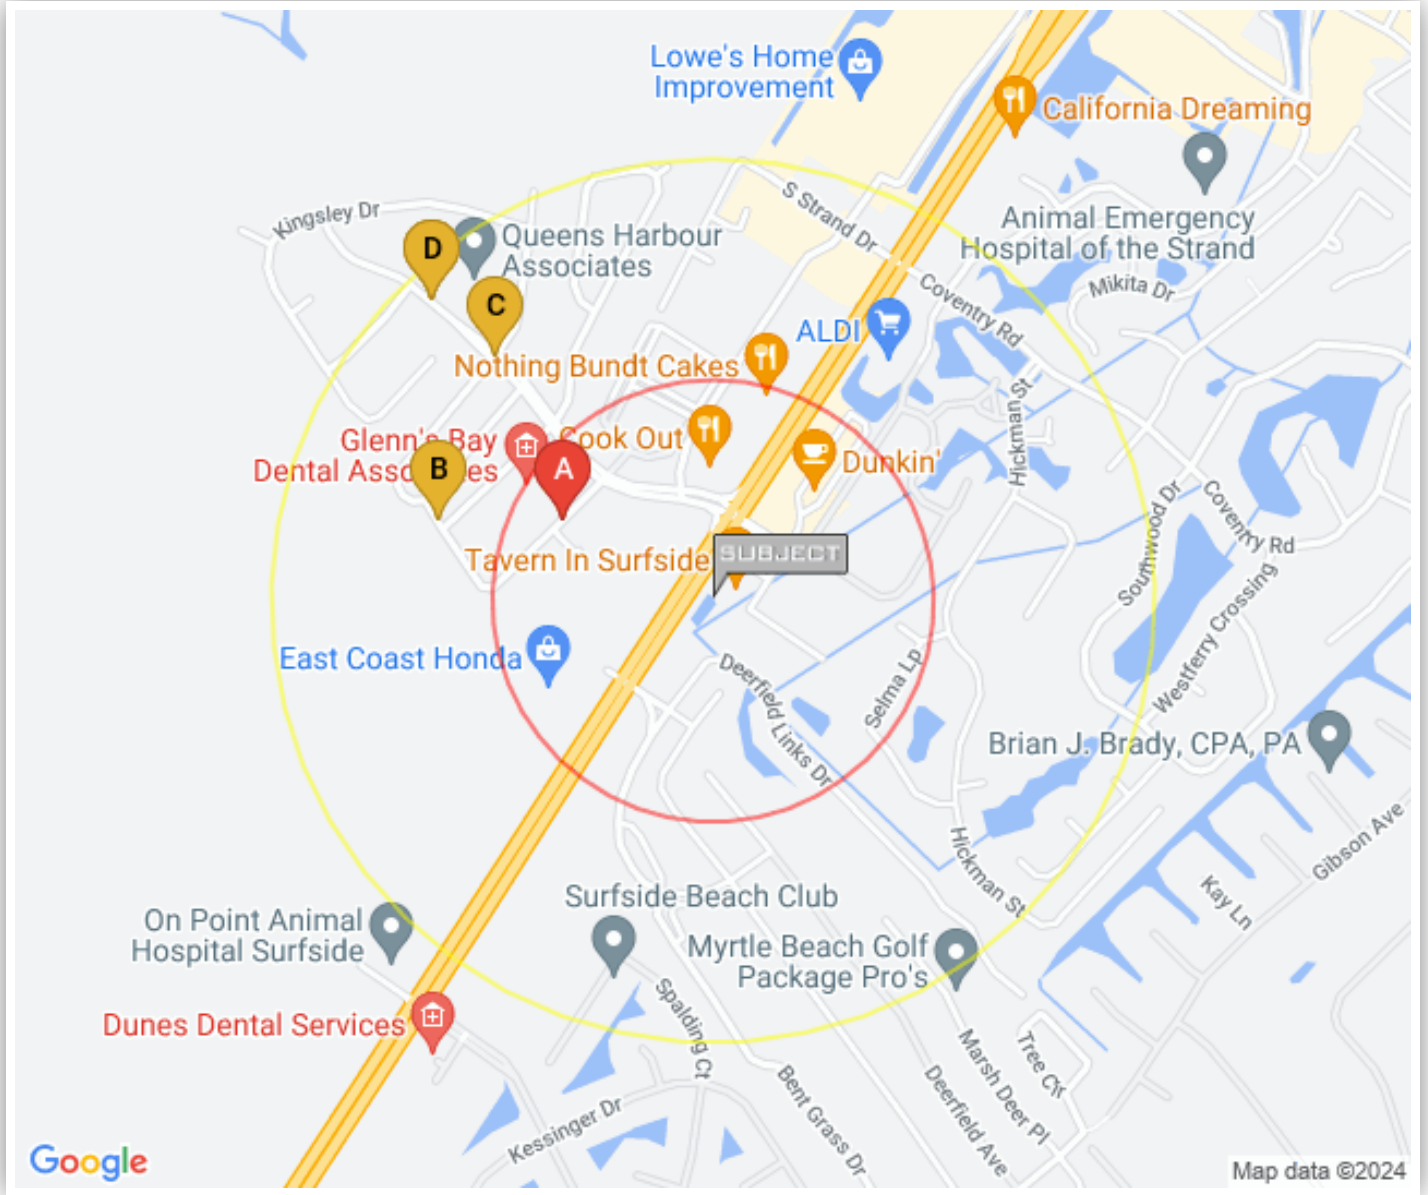 Lowe's Home
Improvement
California Dreaming
Kingsley Dr
S Strand Dr
Animal Emergency
Hospital of the Strand
D
Queens Harbour
Associates
Mikita Dr
C
Coventry Rd
ALDI
Nothing Bundt Cakes
Hickman St
Glenn's Bay
Dental
B
A
Cook Out
Dunkin'
Southwood Dr
Coventry Rd
Tavern In Surfside
SUBJECT
East Coast Honda
Deerfield Links Dr
Selma Lp
Westferry Crossing
Brian J. Brady, CPA, PA
Hickman St
Gibson Ave
Kay Ln
Surfside Beach Club
On Point Animal
Hospital Surfside
Myrtle Beach Golf
Package Pro's
Dunes Dental Services
Spalding Ct
Marsh Deer Pl
Tree
Deerfield Ave
Bent Grass Dr
Kessinger Dr
Google
Map data ©2024